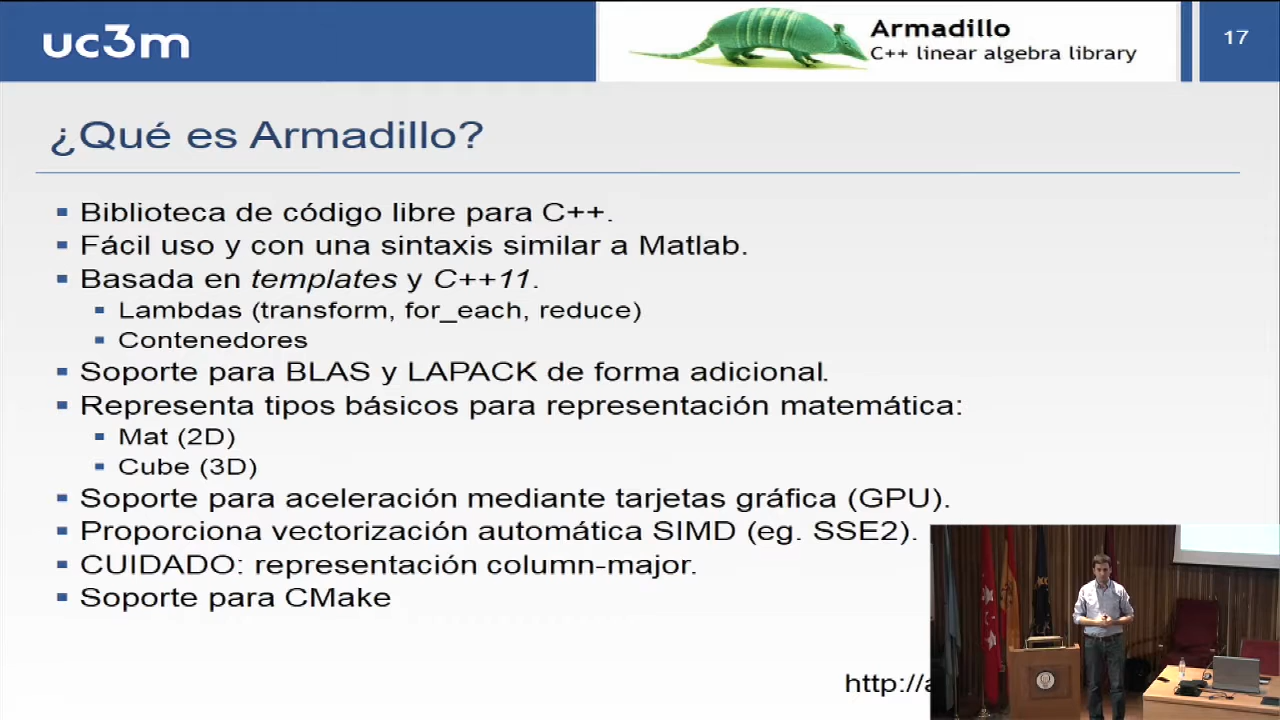 uc3m
Armadillo
C++ linear algebra library
17
¿Qué es Armadillo?
Biblioteca de código libre para C++.
Fácil uso y con una sintaxis similar a Matlab.
Basada en templates y C++11.
Lambdas (transform, for_each, reduce)
Contenedores
Soporte para BLAS y LAPACK de forma adicional.
Representa tipos básicos para representación matemática:
Mat (2D)
Cube (3D)
Soporte para aceleración mediante tarjetas gráfica (GPU).
Proporciona vectorización automática SIMD (eg. SSE2).
CUIDADO: representación column-major.
Soporte para CMake
http://a